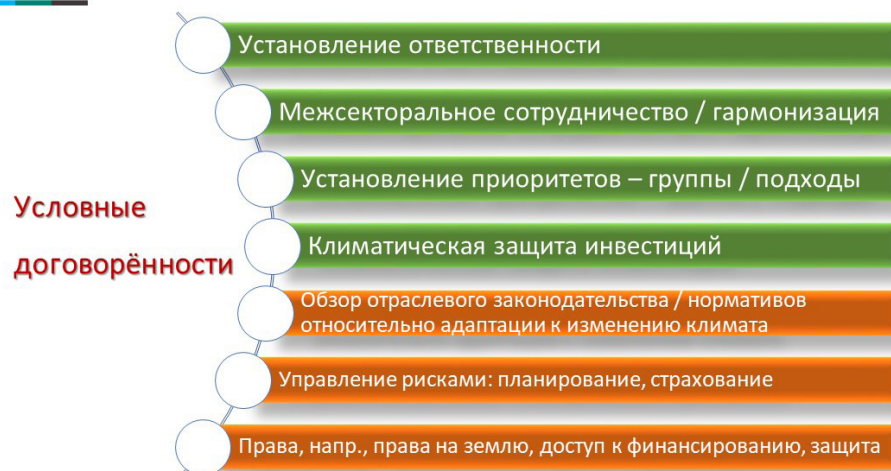 Установление ответственности
Межсекторальное сотрудничество / гармонизация
Установление приоритетов – группы / подходы
Условные
договорённости
Климатическая защита инвестиций
Обзор отраслевого законодательства / нормативов
относительно адаптации к изменению климата
Управление рисками: планирование, страхование
Права, напр., права на землю, доступ к финансированию, защита